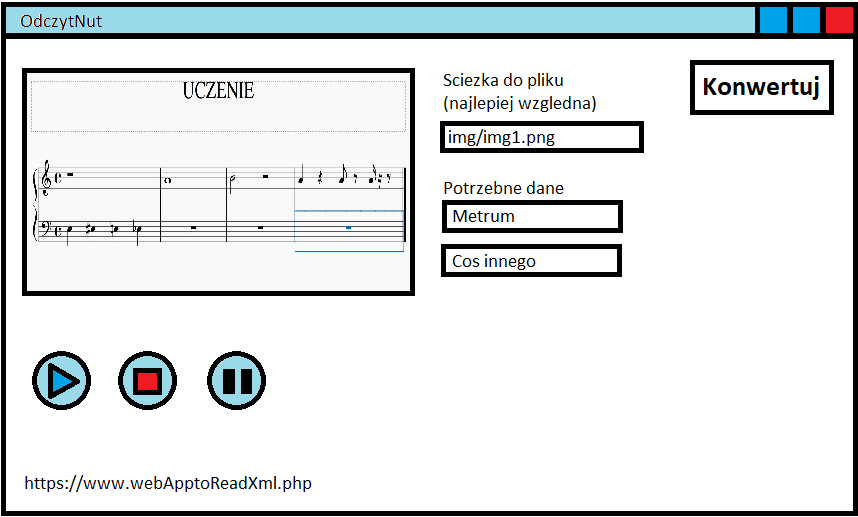 OdczytNut
UCZENIE
Sciezka do pliku
(najlepiej wzgledna)
img/img1.png
Konwertuj
Potrzebne dane
Metrum
Cos innego
https://www.webApptoReadXml.php